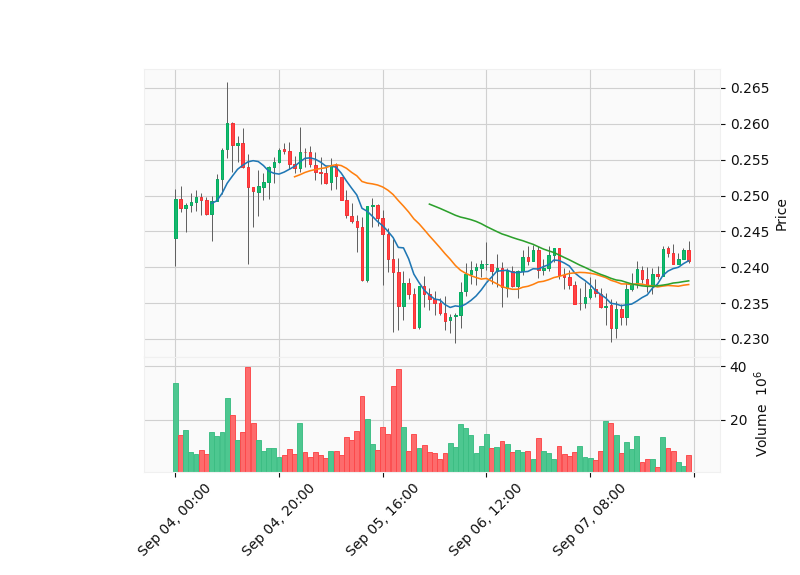 0.265
0.260
0.255
0.250
0.245
0.240
0.235
0.230
Price
40
20
Volume 10^6
Sep 04, 00:00
Sep 04, 20:00
Sep 05, 16:00
Sep 06, 12:00
Sep 07, 08:00